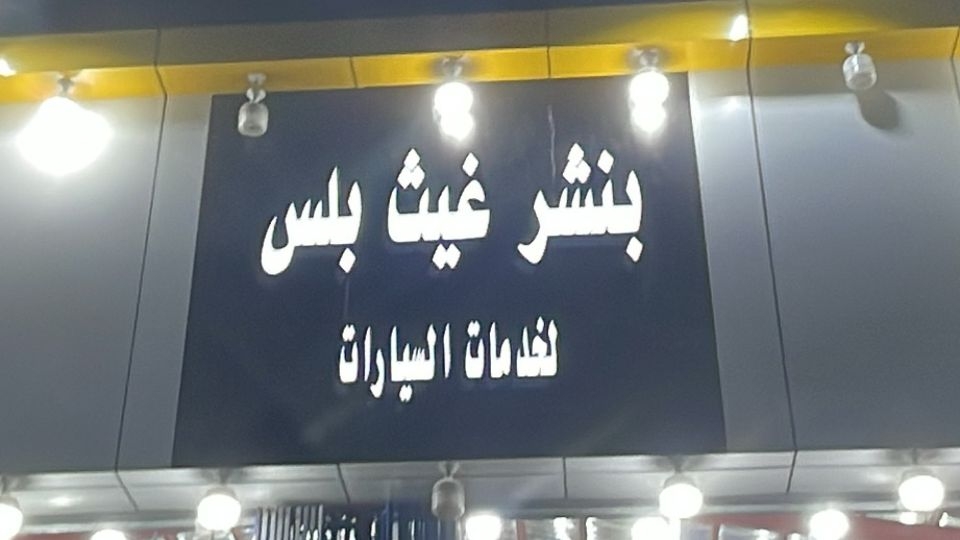 بنشر غيث بلس
لخدمات السيارات